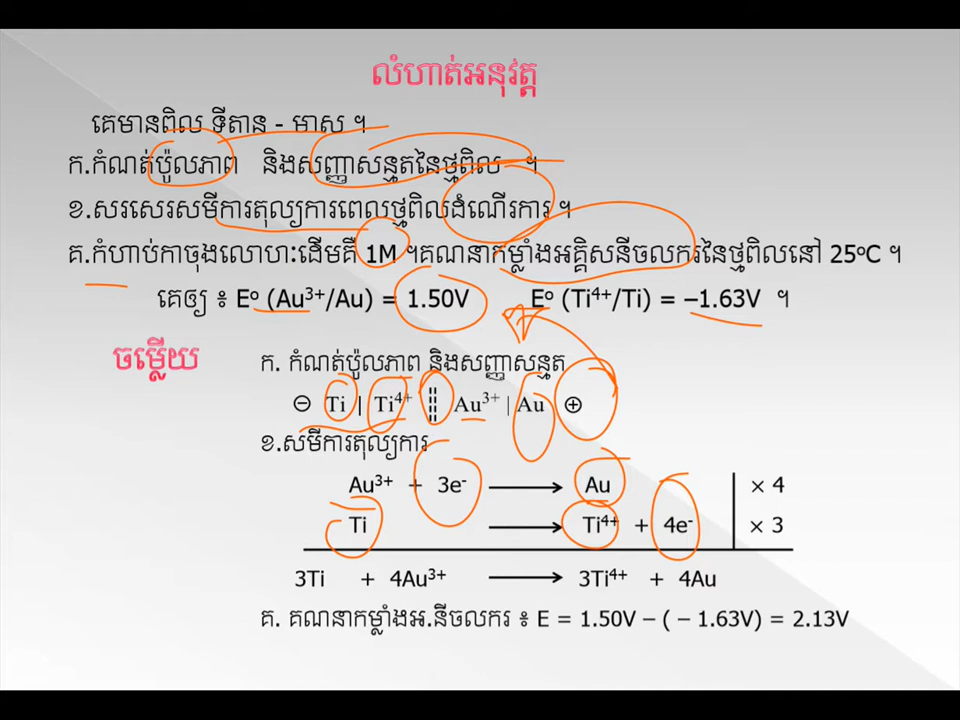 លំហាត់អនុវត្ត
គេមានពិល ទីតាន - មាស ។
ក.កំណត់ប៉ូលភាព និងសញ្ញាសន្មតនៃថ្មពិល ។
ខ.សរសេរសមីការតុល្យការពេលថ្មពិលដំណើរការ ។
គ.កំហាប់កាចុងលោហៈដើមគឺ 1M ។គណនាកម្លាំងអគ្គិសនីចលករនៃថ្មពិលនៅ 25ºC ។
គេឲ្យ ៖ Eº (Au³⁺/Au) = 1.50V Eº (Ti⁴⁺/Ti) = –1.63V ។
ចម្លើយ
ក. កំណត់ប៉ូលភាព និងសញ្ញាសន្មត
⊖ Ti | Ti⁴⁺ ¦¦ Au³⁺ | Au ⊕
ខ.សមីការតុល្យការ
Au³⁺ + 3e⁻ ⟶ Au × 4
Ti ⟶ Ti⁴⁺ + 4e⁻ × 3
3Ti + 4Au³⁺ ⟶ 3Ti⁴⁺ + 4Au
គ. គណនាកម្លាំងអ.នីចលករ ៖ E = 1.50V – ( – 1.63V) = 2.13V